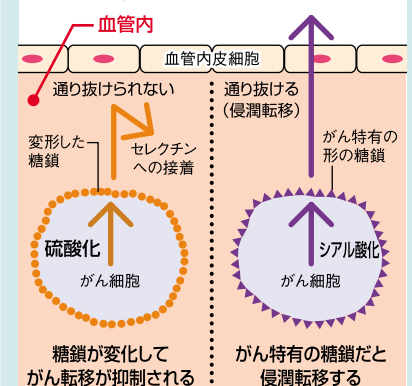 血管内
血管内皮細胞
通り抜けられない
変形した
糖鎖
セレクチン
への接着
硫酸化
がん細胞
糖鎖が変化して
がん転移が抑制される
通り抜ける
（浸潤転移）
がん特有の
形の糖鎖
シアル酸化
がん細胞
がん特有の糖鎖だと
浸潤転移する